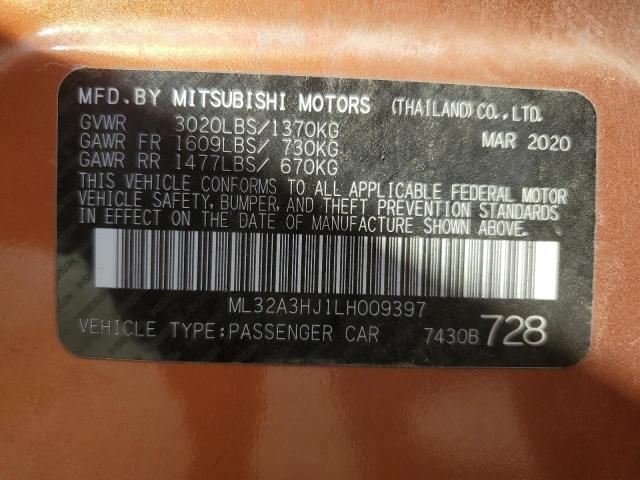 MFD.BY MITSUBISHI MOTORS (THAILAND)CO.,LTD.
GVWR 3020LBS/1370KG MAR 2020
GAWR FR 1609LBS/ 730KG
GAWR RR 1477LBS/ 670KG
THIS VEHICLE CONFORMS TO ALL APPLICABLE FEDERAL MOTOR
VEHICLE SAFETY, BUMPER, AND THEFT PREVENTION STANDARDS
IN EFFECT ON THE DATE OF MANUFACTURE SHOWN ABOVE.
ML32A3HJ1LH009397
VEHICLE TYPE:PASSENGER CAR 7430B 728